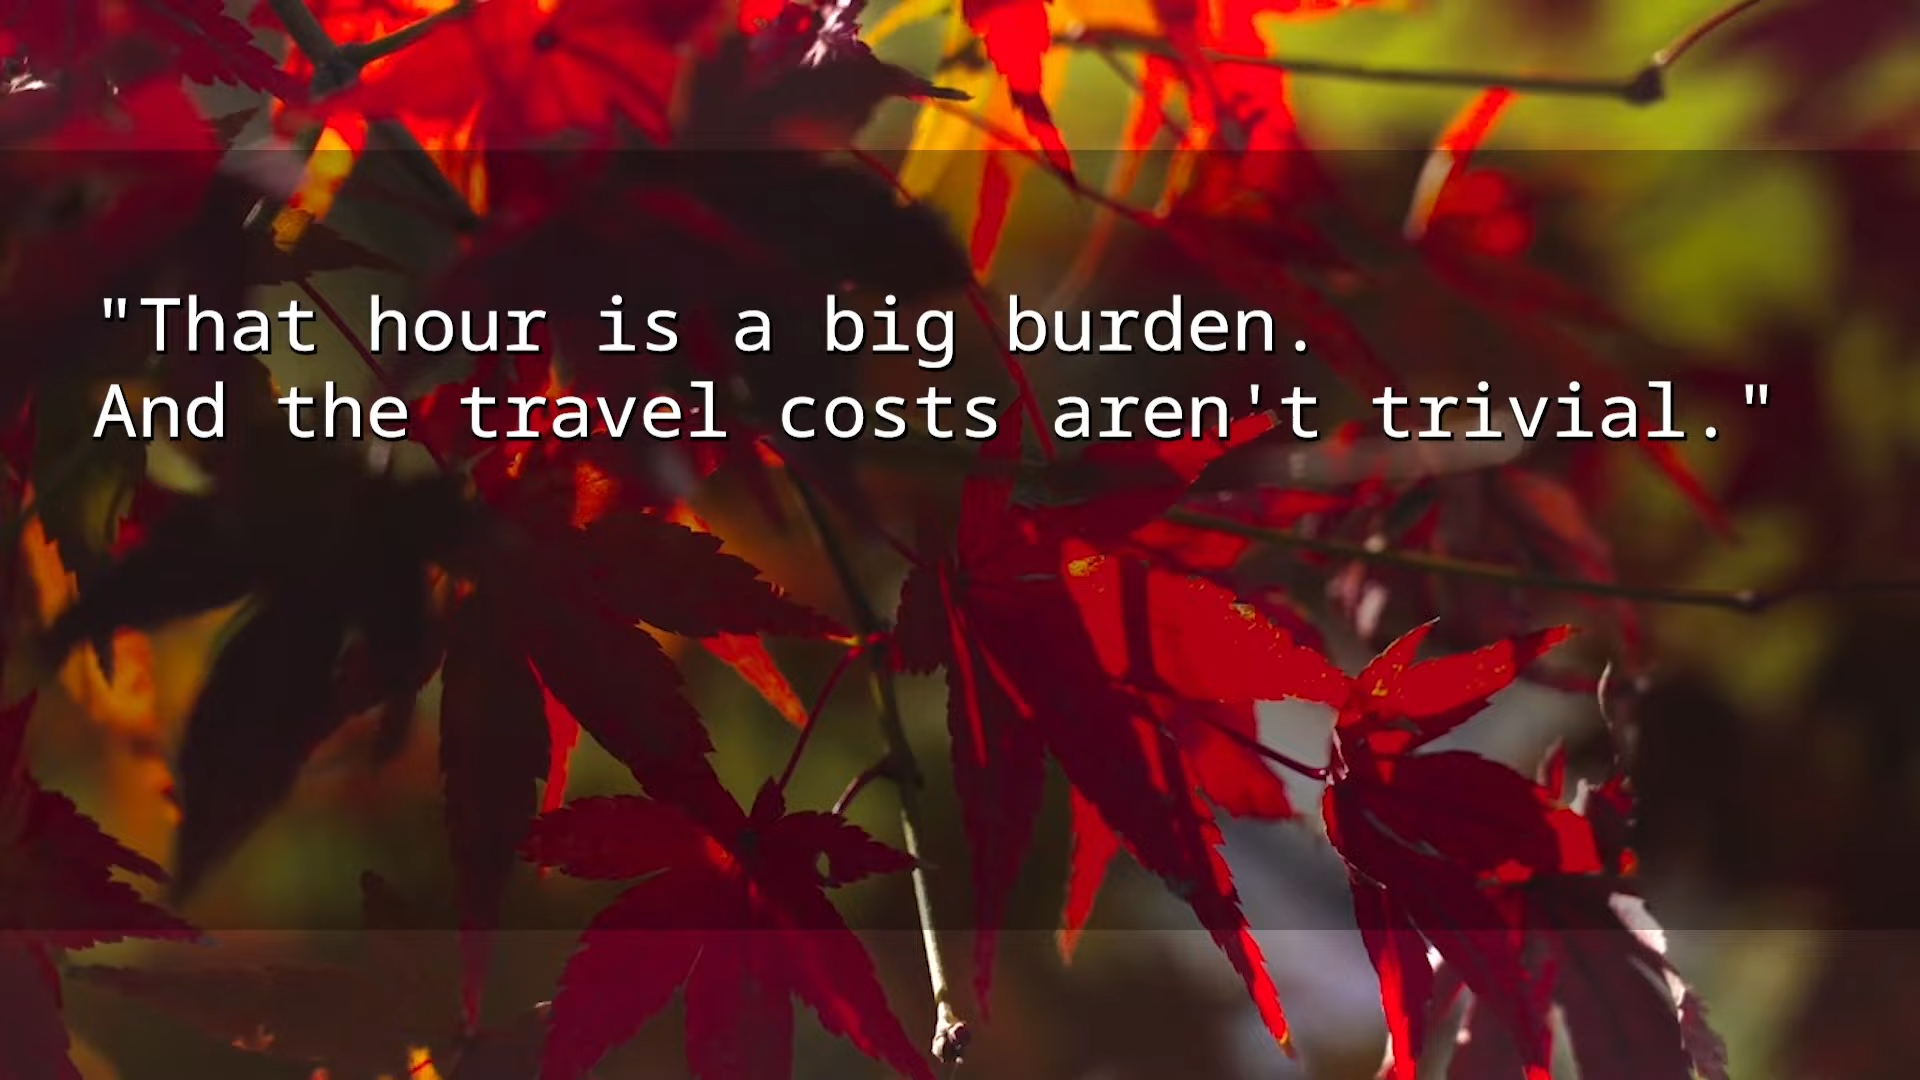 "That hour is a big burden.
And the travel costs aren't trivial."